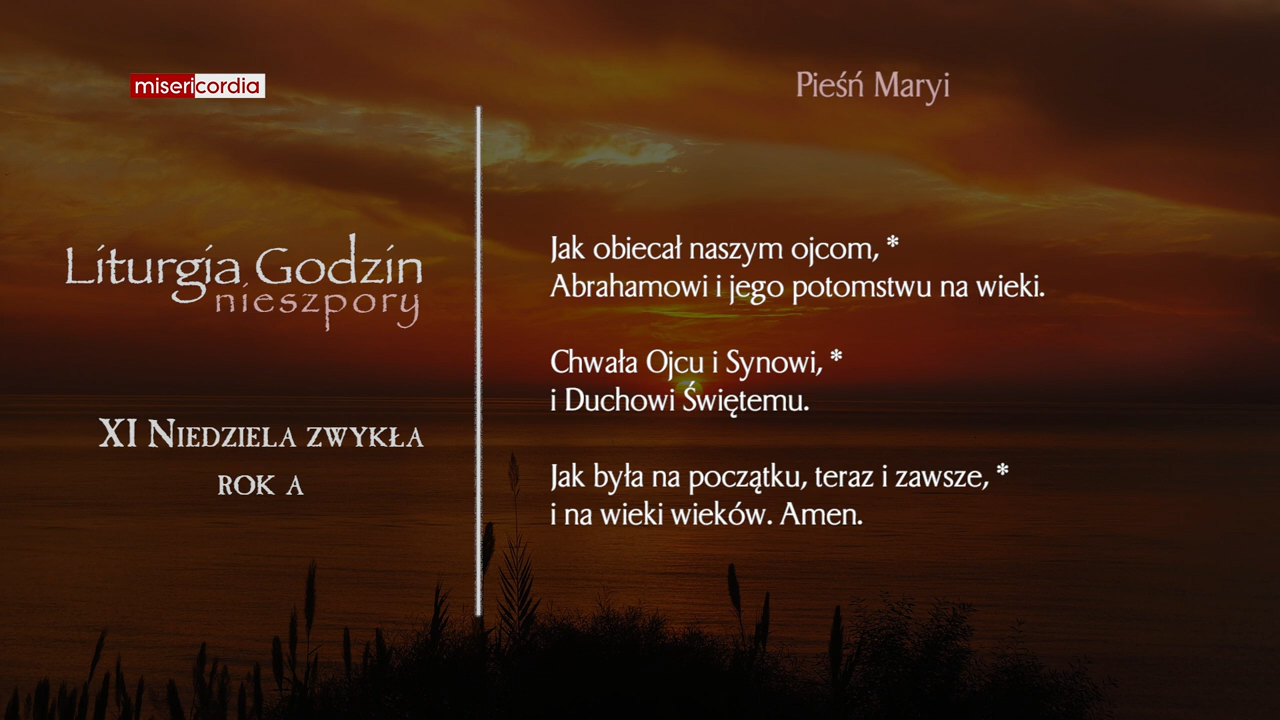 misericordia
Liturgia Godzin
nieszpory
XI Niedziela zwykła
rok A
Pieśń Maryi
Jak obiecał naszym ojcom, *
Abrahamowi i jego potomstwu na wieki.
Chwała Ojcu i Synowi, *
i Duchowi Świętemu.
Jak była na początku, teraz i zawsze, *
i na wieki wieków. Amen.